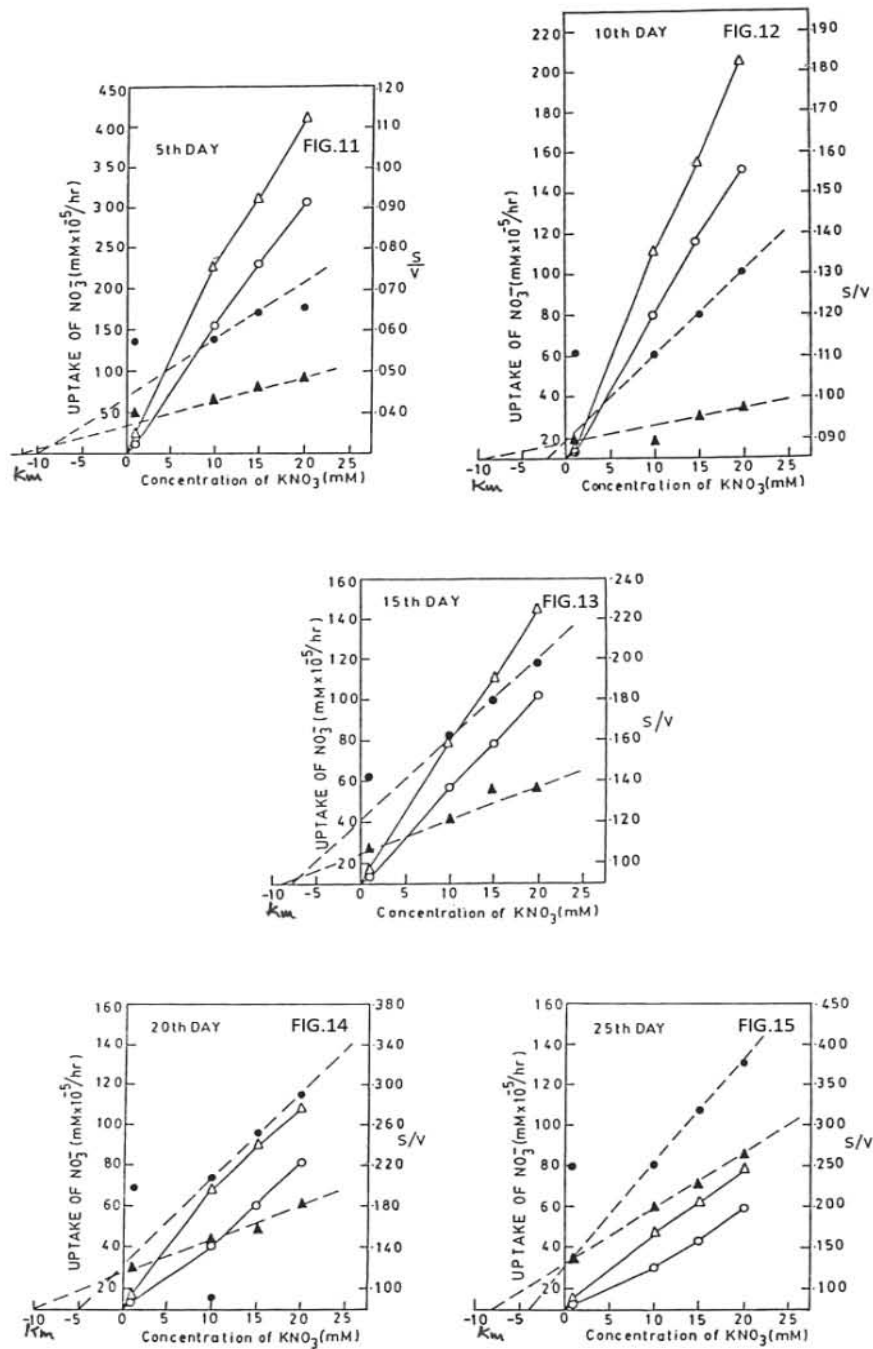 FIG.11
5th DAY
UPTAKE OF NO₃⁻ (mM×10⁻⁵/hr)
450
400
300
250
150
100
50
·120
·110
·100
·090
·080
·070
·060
·050
·040
S/V
-10 -5 0 5 10 15 20 25
Km
Concentration of KNO₃(mM)
10th DAY
FIG.12
UPTAKE OF NO₃⁻ (mM×10⁻⁵/hr)
220
200
180
160
140
120
100
80
60
40
20
·190
·180
·170
·160
·150
·140
·130
·120
·110
·100
·090
S/V
-10 -5 0 5 10 15 20 25
Km
Concentration of KNO₃(mM)
15th DAY
FIG.13
UPTAKE OF NO₃⁻ (mM×10⁻⁵/hr)
160
140
120
100
80
60
40
20
·240
·220
·200
·180
·160
·140
·120
·100
S/V
-10 -5 0 5 10 15 20 25
Km
Concentration of KNO₃(mM)
20th DAY
FIG.14
UPTAKE OF NO₃⁻ (mM×10⁻⁵/hr)
160
140
120
100
80
60
40
20
·380
·340
·300
·260
·220
·180
·140
·100
S/V
-10 -5 0 5 10 15 20 25
Km
Concentration of KNO₃(mM)
25th DAY
FIG.15
UPTAKE OF NO₃⁻ (mM×10⁻⁵/hr)
160
140
120
100
80
60
40
20
·450
·400
·350
·300
·250
·200
·150
·100
S/V
-10 -5 0 5 10 15 20 25
Km
Concentration of KNO₃(mM)